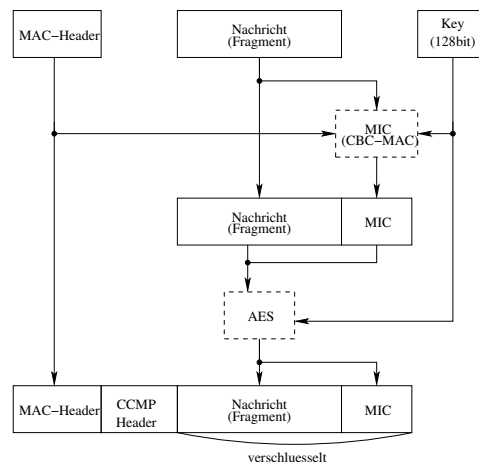 MAC−Header
Nachricht
(Fragment)
Key
(128bit)
MIC
(CBC−MAC)
Nachricht
(Fragment)
MIC
AES
MAC−Header
CCMP
Header
Nachricht
(Fragment)
MIC
verschluesselt